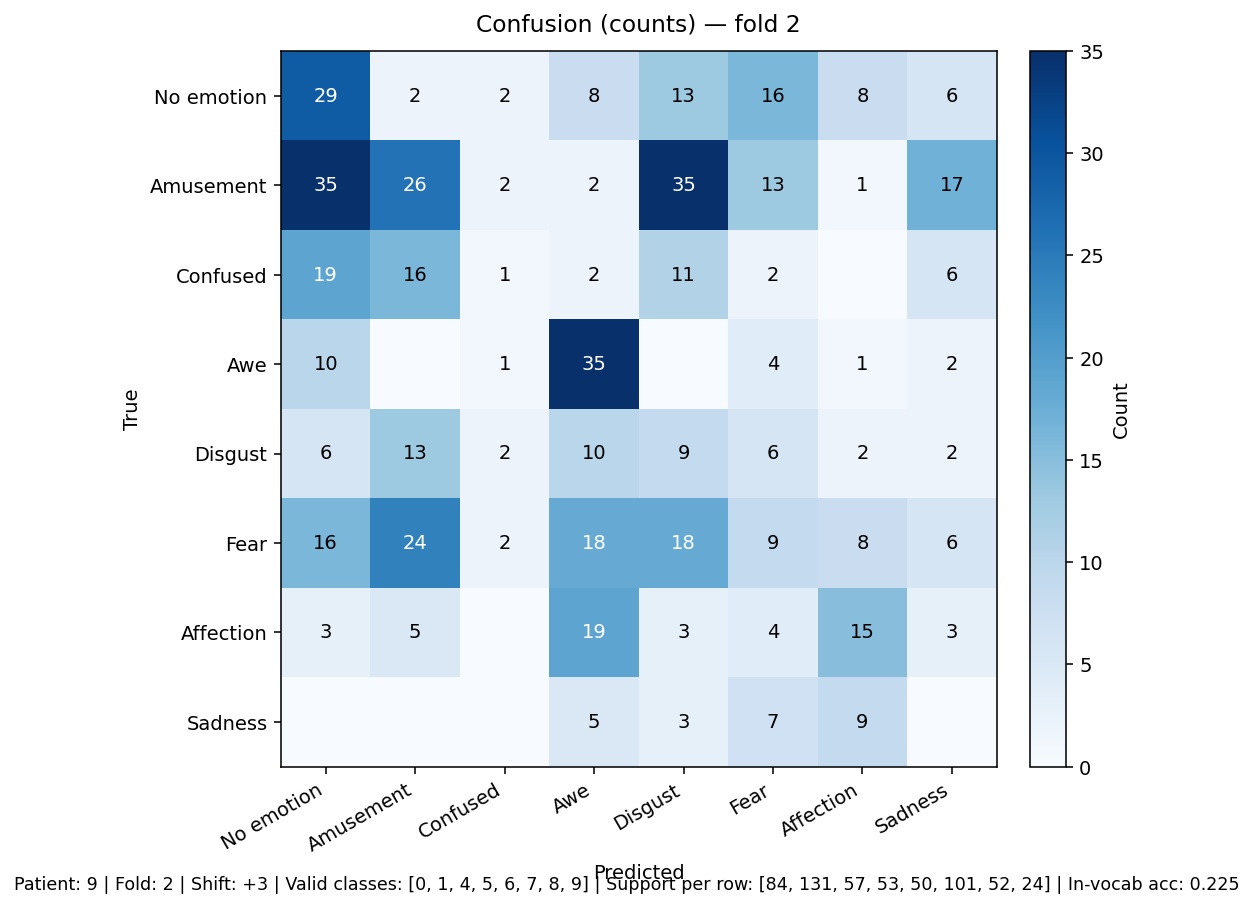 Confusion (counts) — fold 2
No emotion 29 2 2 8 13 16 8 6
Amusement 35 26 2 2 35 13 1 17
Confused 19 16 1 2 11 2 6
Awe 10 1 35 4 1 2
Disgust 6 13 2 10 9 6 2 2
Fear 16 24 2 18 18 9 8 6
Affection 3 5 19 3 4 15 3
Sadness 5 3 7 9
True
No emotion Amusement Confused Awe Disgust Fear Affection Sadness
Predicted
35
30
25
20
15
10
5
0
Count
Patient: 9 | Fold: 2 | Shift: +3 | Valid classes: [0, 1, 4, 5, 6, 7, 8, 9] | Support per row: [84, 131, 57, 53, 50, 101, 52, 24] | In-vocab acc: 0.225